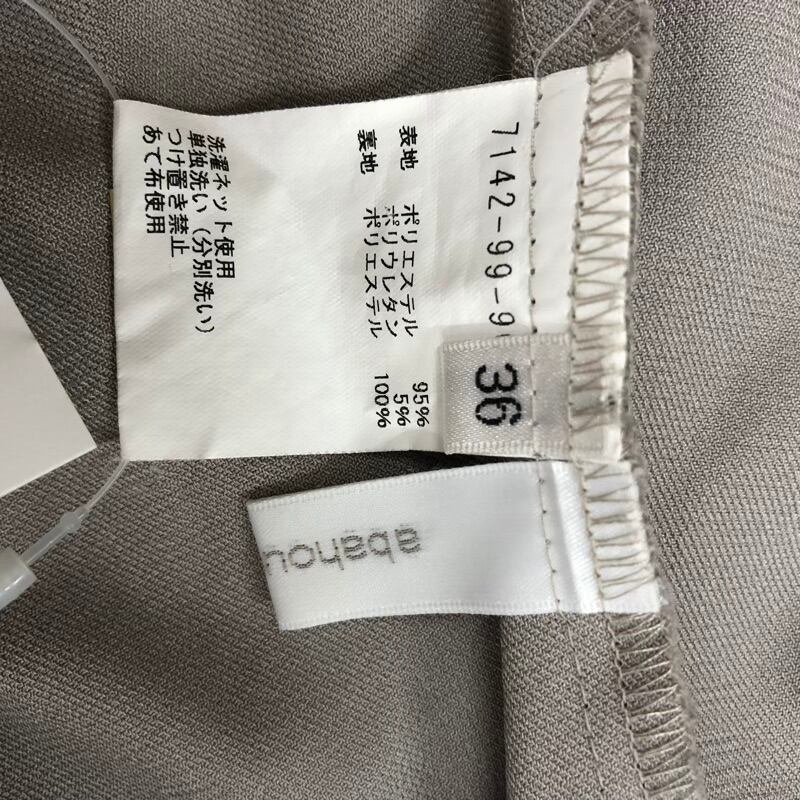 7142-99-9
表地 ポリエステル 95%
ポリウレタン 5%
裏地 ポリエステル 100%
洗濯ネット使用
単独洗い(分別洗い)
つけ置き禁止
あて布使用
36
abahou